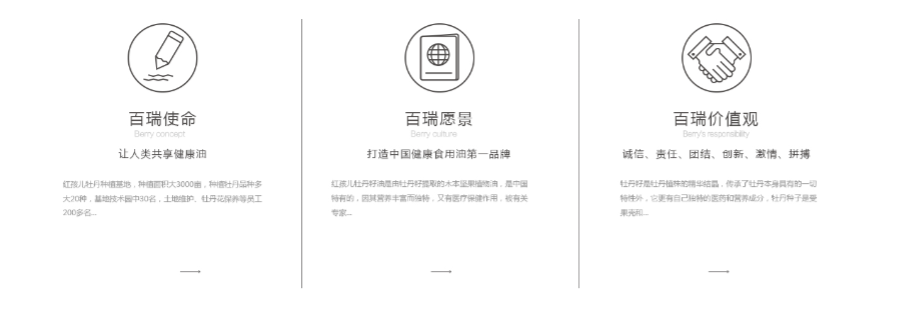 百瑞使命
Berry concept
让人类共享健康油
红孩儿牡丹种植基地，种植面积大3000亩，种植牡丹品种多
大20种，基地技术园中30名，土地维护、牡丹花保养等员工
200多名...
百瑞愿景
Berry culture
打造中国健康食用油第一品牌
红孩儿牡丹籽油是由牡丹籽提取的木本坚果植物油，是中国
特有的，因其营养丰富而独特，又有医疗保健作用，被有关
专家...
百瑞价值观
Berry's responsibility
诚信、责任、团结、创新、激情、拼搏
牡丹籽是牡丹植株的精华结晶，传承了牡丹本身具有的一切
特性外，它更有自己独特的医药和营养成分，牡丹种子是受
果壳和...